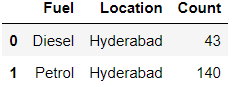 Fuel Location Count
0 Diesel Hyderabad 43
1 Petrol Hyderabad 140